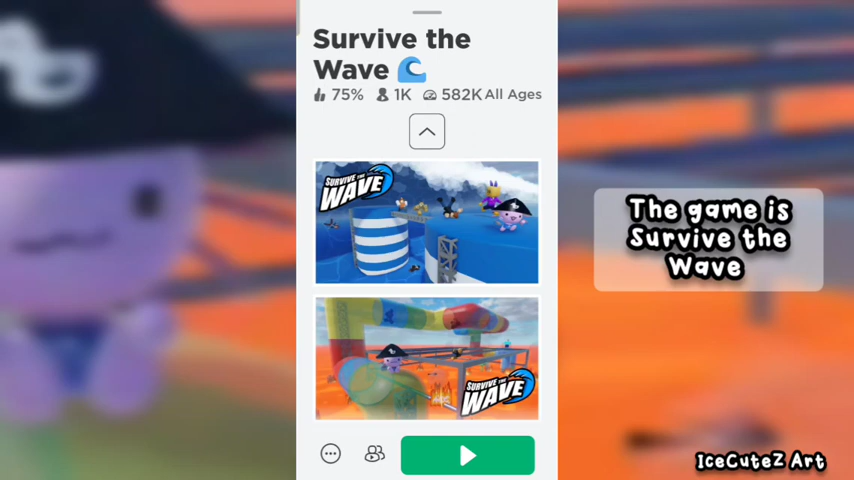 Survive the
Wave
75% 1K 582K All Ages
SURVIVE THE
WAVE
SURVIVE THE
WAVE
The game is
Survive the
Wave
IceCuteZ Art